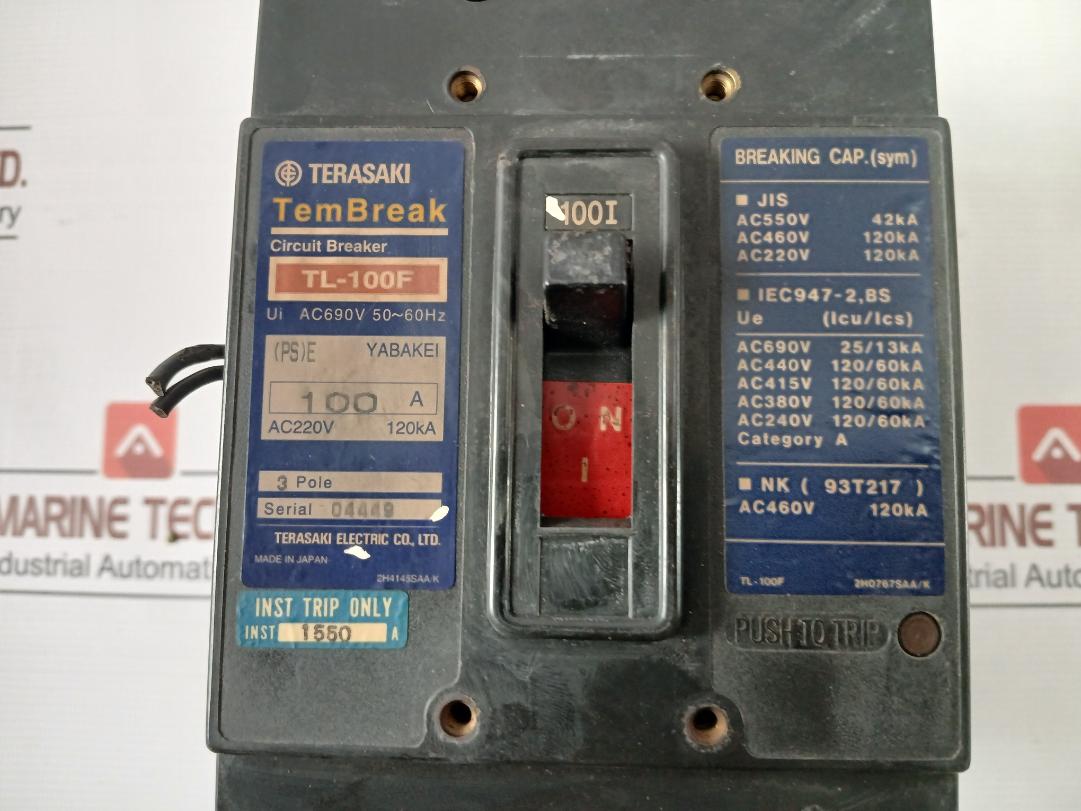 D.
ry
TERASAKI
TemBreak
Circuit Breaker
TL-100F
Ui AC690V 50~60Hz
(PS)E YABAKEI
100 A
AC220V 120kA
3 Pole
Serial 04449
TERASAKI ELECTRIC CO., LTD.
MADE IN JAPAN
2H4145SAA/K
INST TRIP ONLY
INST 1550 A
100I
ON
I
BREAKING CAP.(sym)
■ JIS
AC550V 42kA
AC460V 120kA
AC220V 120kA
■ IEC947-2,BS
Ue (Icu/Ics)
AC690V 25/13kA
AC440V 120/60kA
AC415V 120/60kA
AC380V 120/60kA
AC240V 120/60kA
Category A
■ NK ( 93T217 )
AC460V 120kA
TL-100F 2H0767SAA/K
PUSH TO TRIP
MARINE TEC
dustrial Automat
RINE TE
trial Auto